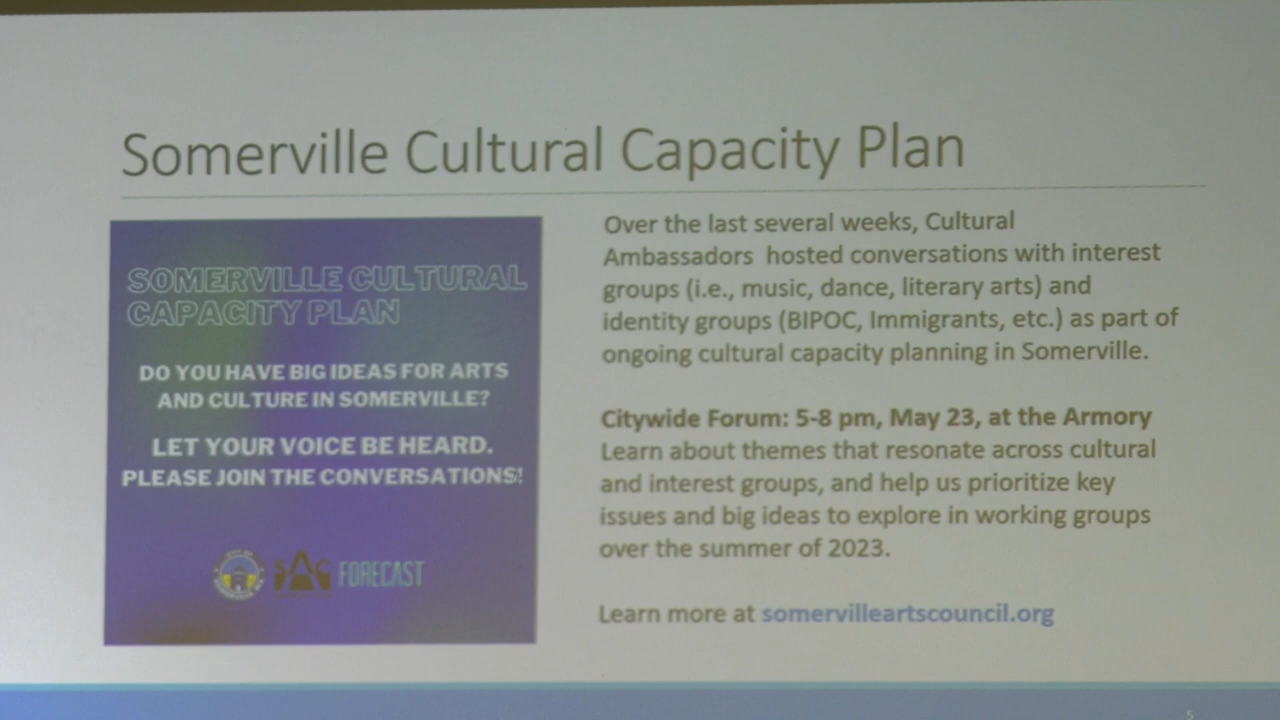 Somerville Cultural Capacity Plan
SOMERVILLE CULTURAL
CAPACITY PLAN
DO YOU HAVE BIG IDEAS FOR ARTS
AND CULTURE IN SOMERVILLE?
LET YOUR VOICE BE HEARD.
PLEASE JOIN THE CONVERSATIONS!
SAC FORECAST
Over the last several weeks, Cultural
Ambassadors hosted conversations with interest
groups (i.e., music, dance, literary arts) and
identity groups (BIPOC, Immigrants, etc.) as part of
ongoing cultural capacity planning in Somerville.
Citywide Forum: 5-8 pm, May 23, at the Armory
Learn about themes that resonate across cultural
and interest groups, and help us prioritize key
issues and big ideas to explore in working groups
over the summer of 2023.
Learn more at somervilleartscouncil.org
5